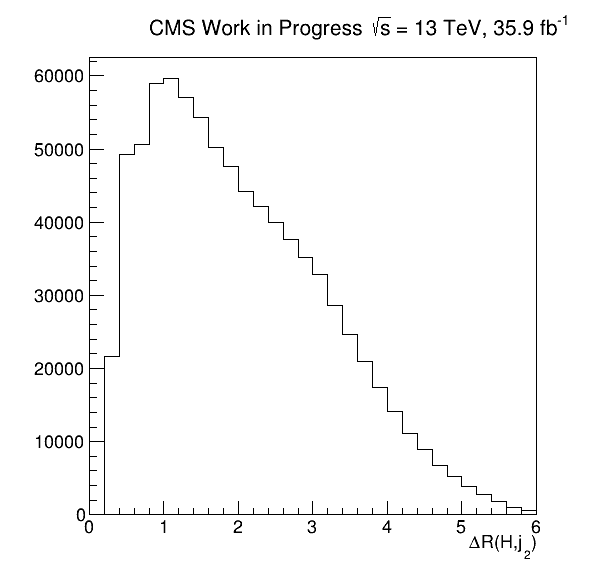 CMS Work in Progress √s = 13 TeV, 35.9 fb⁻¹
60000
50000
40000
30000
20000
10000
0
0 1 2 3 4 5 6
ΔR(H,j₂)